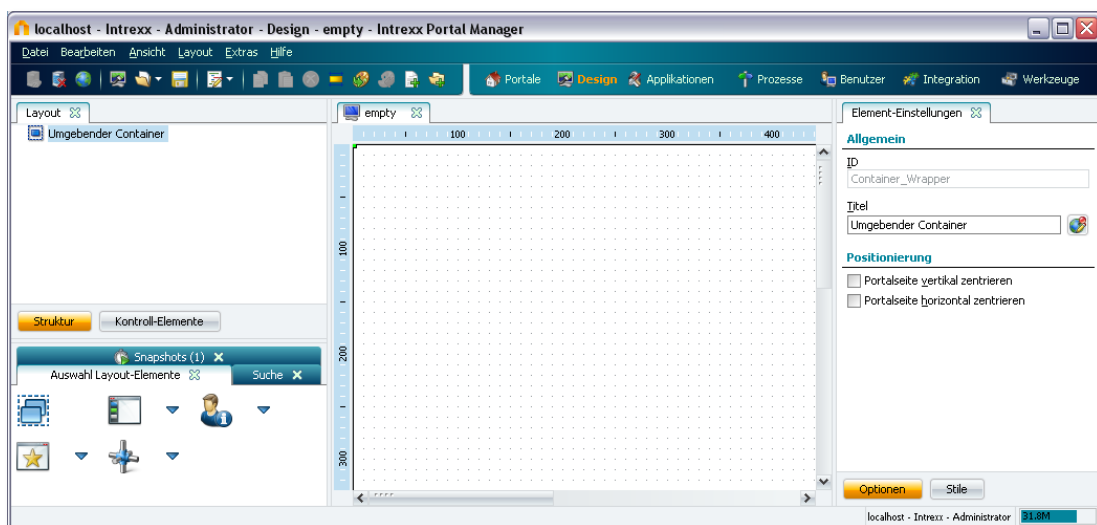 localhost - Intrexx - Administrator - Design - empty - Intrexx Portal Manager
Datei Bearbeiten Ansicht Layout Extras Hilfe
Portale Design Applikationen Prozesse Benutzer Integration Werkzeuge
Layout
Umgebender Container
Struktur Kontroll-Elemente
Snapshots (1)
Auswahl Layout-Elemente Suche
empty
100 200 300 400
100
200
300
Element-Einstellungen
Allgemein
ID
Container_Wrapper
Titel
Umgebender Container
Positionierung
Portalseite vertikal zentrieren
Portalseite horizontal zentrieren
Optionen Stile
localhost - Intrexx - Administrator 31.8M